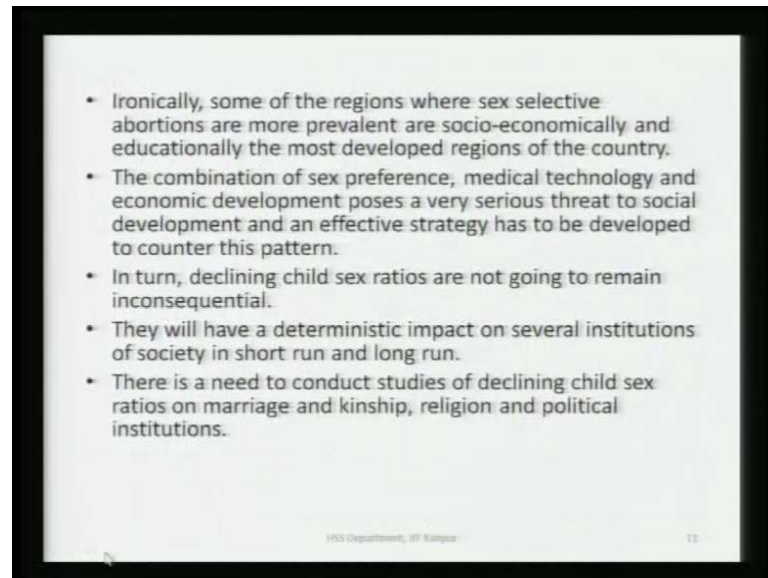 • Ironically, some of the regions where sex selective
abortions are more prevalent are socio-economically and
educationally the most developed regions of the country.
• The combination of sex preference, medical technology and
economic development poses a very serious threat to social
development and an effective strategy has to be developed
to counter this pattern.
• In turn, declining child sex ratios are not going to remain
inconsequential.
• They will have a deterministic impact on several institutions
of society in short run and long run.
• There is a need to conduct studies of declining child sex
ratios on marriage and kinship, religion and political
institutions.
HSS Department, IIT Kanpur